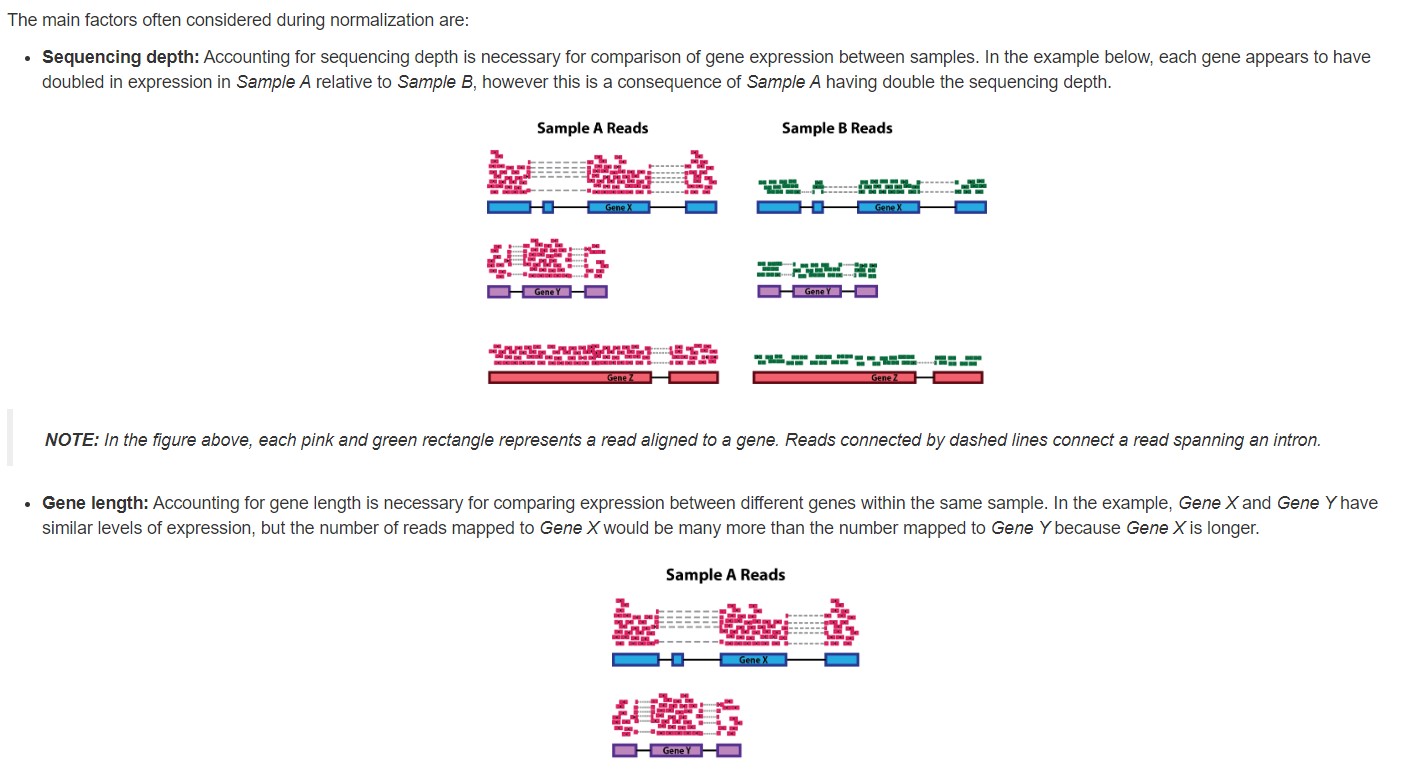 The main factors often considered during normalization are:
• Sequencing depth: Accounting for sequencing depth is necessary for comparison of gene expression between samples. In the example below, each gene appears to have
doubled in expression in Sample A relative to Sample B, however this is a consequence of Sample A having double the sequencing depth.
Sample A Reads Sample B Reads
Gene X Gene X
Gene Y Gene Y
Gene Z Gene Z
NOTE: In the figure above, each pink and green rectangle represents a read aligned to a gene. Reads connected by dashed lines connect a read spanning an intron.
• Gene length: Accounting for gene length is necessary for comparing expression between different genes within the same sample. In the example, Gene X and Gene Y have
similar levels of expression, but the number of reads mapped to Gene X would be many more than the number mapped to Gene Y because Gene X is longer.
Sample A Reads
Gene X
Gene Y